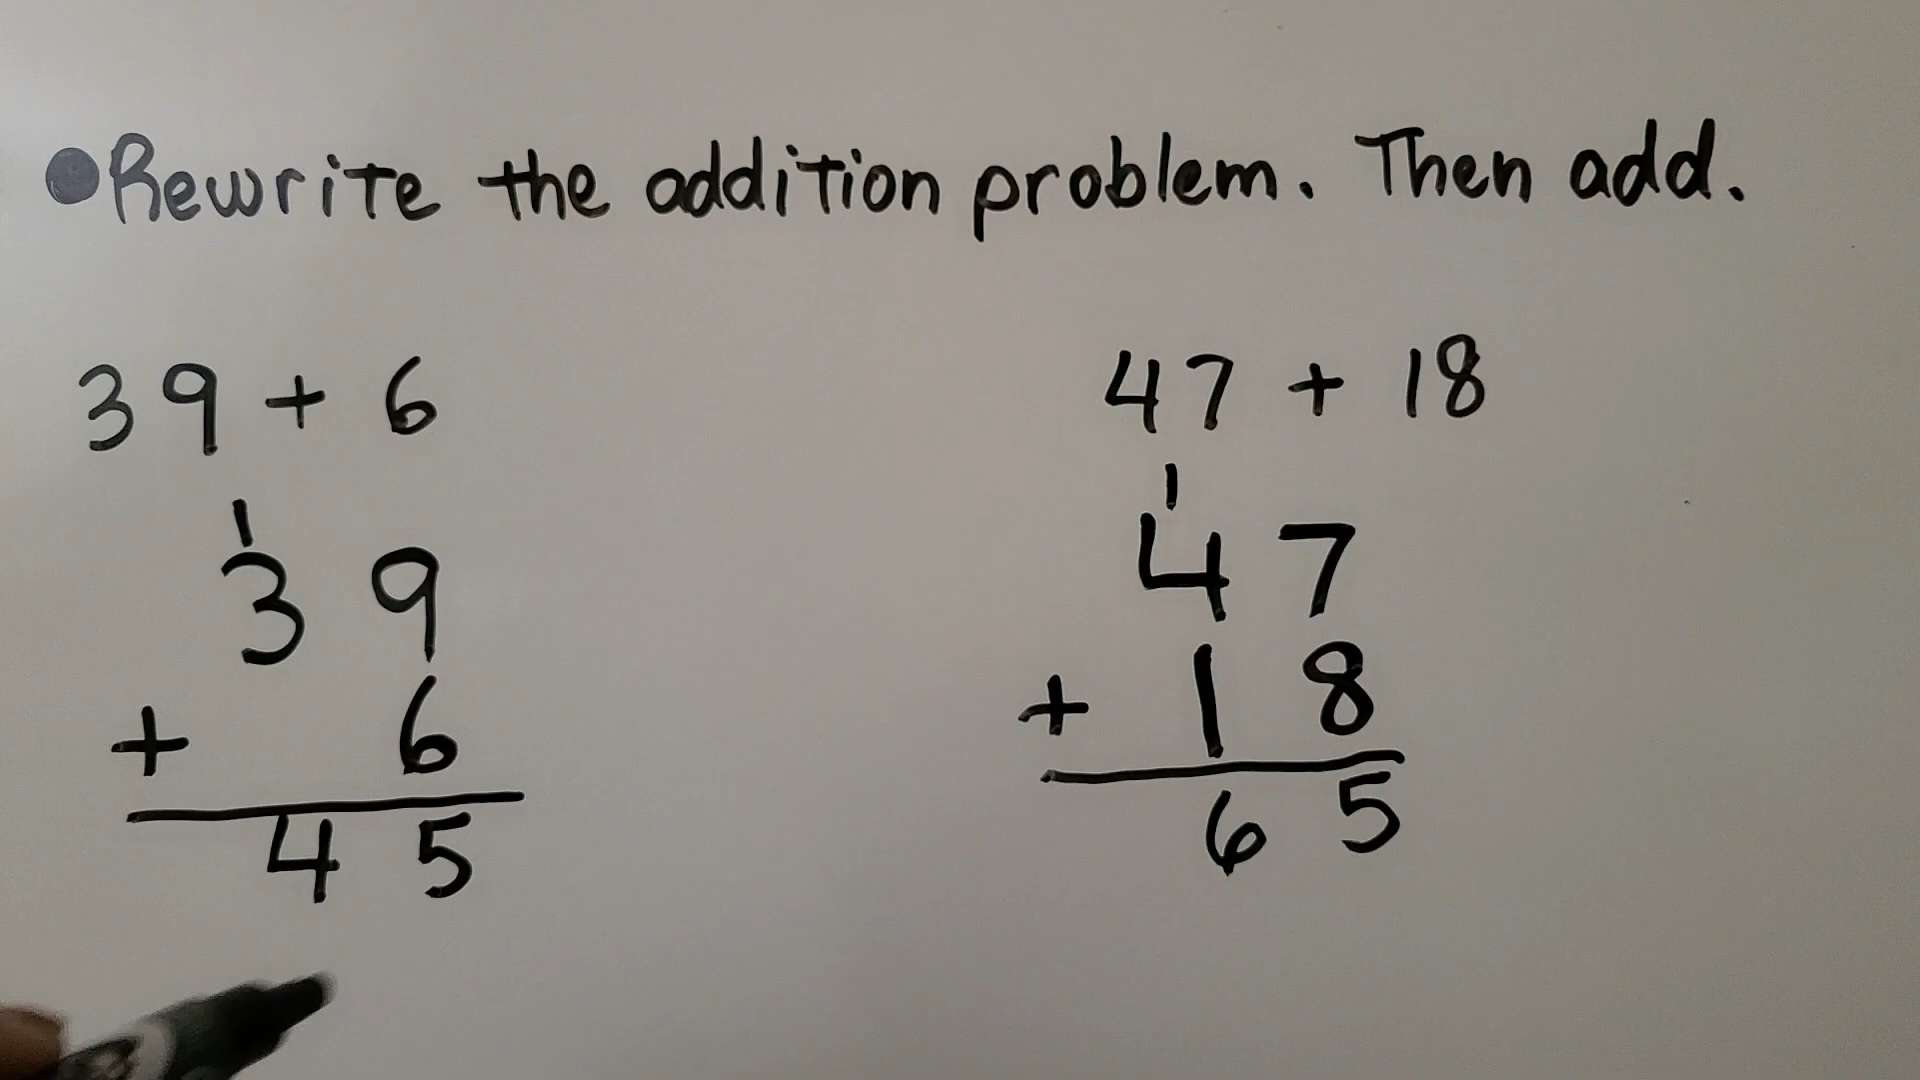 ●Rewrite the addition problem. Then add.
39 + 6
1
39
+ 6
45
47 + 18
1
47
+ 18
65